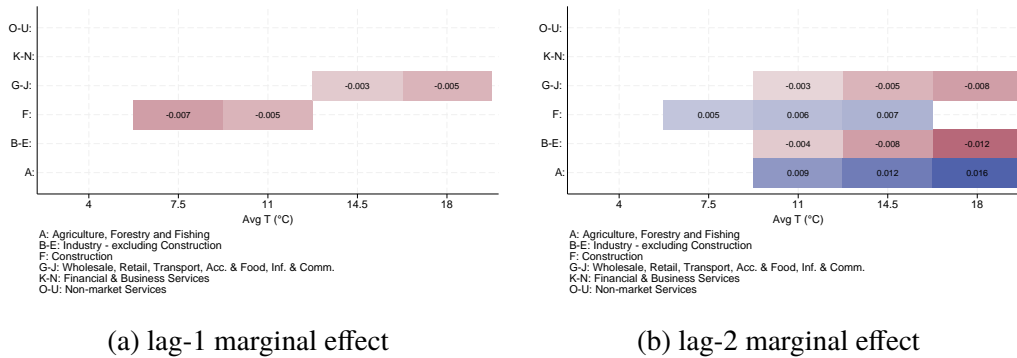 O-U:
K-N:
G-J: -0.003 -0.005
F: -0.007 -0.005
B-E:
A:
4 7.5 11 14.5 18
Avg T (°C)
A: Agriculture, Forestry and Fishing
B-E: Industry - excluding Construction
F: Construction
G-J: Wholesale, Retail, Transport, Acc. & Food, Inf. & Comm.
K-N: Financial & Business Services
O-U: Non-market Services
(a) lag-1 marginal effect
O-U:
K-N:
G-J: -0.003 -0.005 -0.008
F: 0.005 0.006 0.007
B-E: -0.004 -0.008 -0.012
A: 0.009 0.012 0.016
4 7.5 11 14.5 18
Avg T (°C)
A: Agriculture, Forestry and Fishing
B-E: Industry - excluding Construction
F: Construction
G-J: Wholesale, Retail, Transport, Acc. & Food, Inf. & Comm.
K-N: Financial & Business Services
O-U: Non-market Services
(b) lag-2 marginal effect